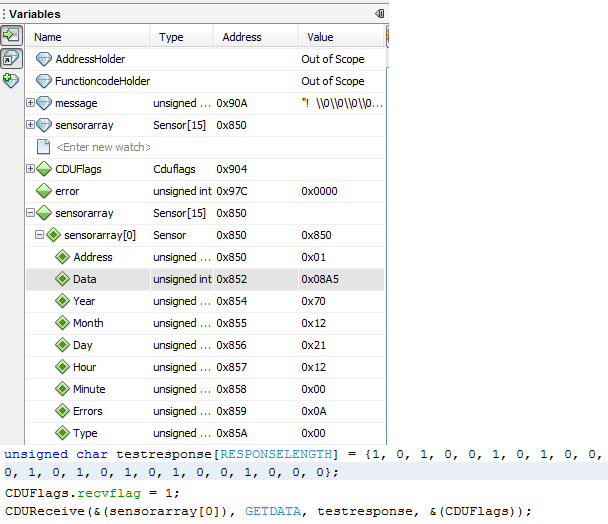 Variables
Name Type Address Value
AddressHolder Out of Scope
FunctioncodeHolder Out of Scope
message unsigned ... 0x90A "! \\0\\0\\0\\0...
sensorarray Sensor[15] 0x850
<Enter new watch>
CDUFlags Cduflags 0x904
error unsigned int 0x97C 0x0000
sensorarray Sensor[15] 0x850
sensorarray[0] Sensor 0x850 0x850
Address unsigned ... 0x850 0x01
Data unsigned int 0x852 0x08A5
Year unsigned ... 0x854 0x70
Month unsigned ... 0x855 0x12
Day unsigned ... 0x856 0x21
Hour unsigned ... 0x857 0x12
Minute unsigned ... 0x858 0x00
Errors unsigned ... 0x859 0x0A
Type unsigned ... 0x85A 0x00
unsigned char testresponse[RESPONSELENGTH] = {1, 0, 1, 0, 0, 1, 0, 1, 0, 0,
0, 1, 0, 1, 0, 1, 0, 1, 0, 0, 1, 0, 0, 0};
CDUFlags.recvflag = 1;
CDUReceive(&(sensorarray[0]), GETDATA, testresponse, &(CDUFlags));